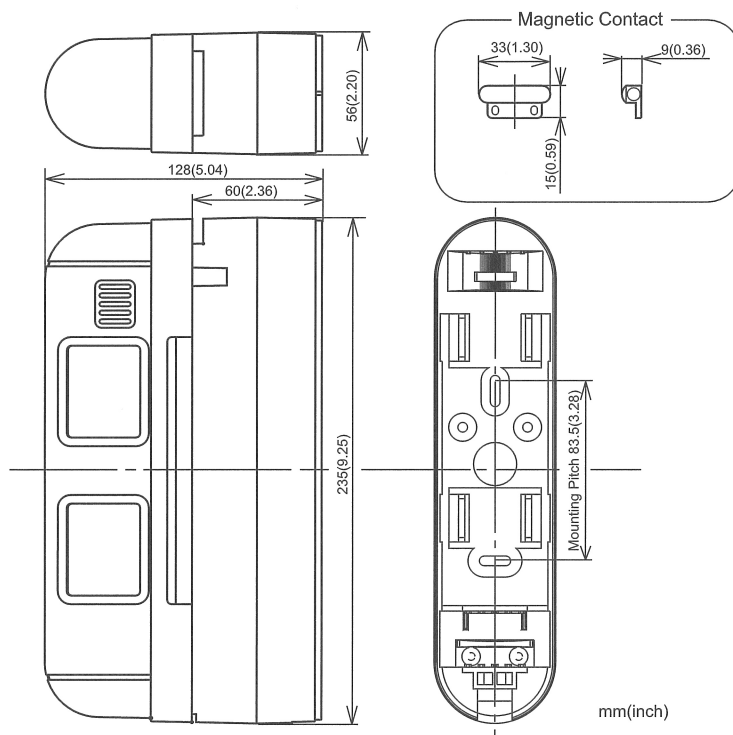 Magnetic Contact
33(1.30)
9(0.36)
15(0.59)
56(2.20)
128(5.04)
60(2.36)
235(9.25)
Mounting Pitch 83.5(3.28)
mm(inch)